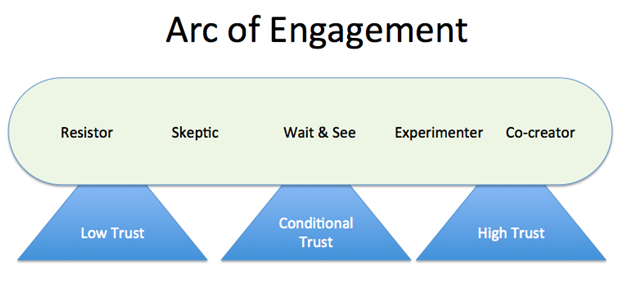 Arc of Engagement
Resistor Skeptic Wait & See Experimenter Co-creator
Low Trust
Conditional
Trust
High Trust